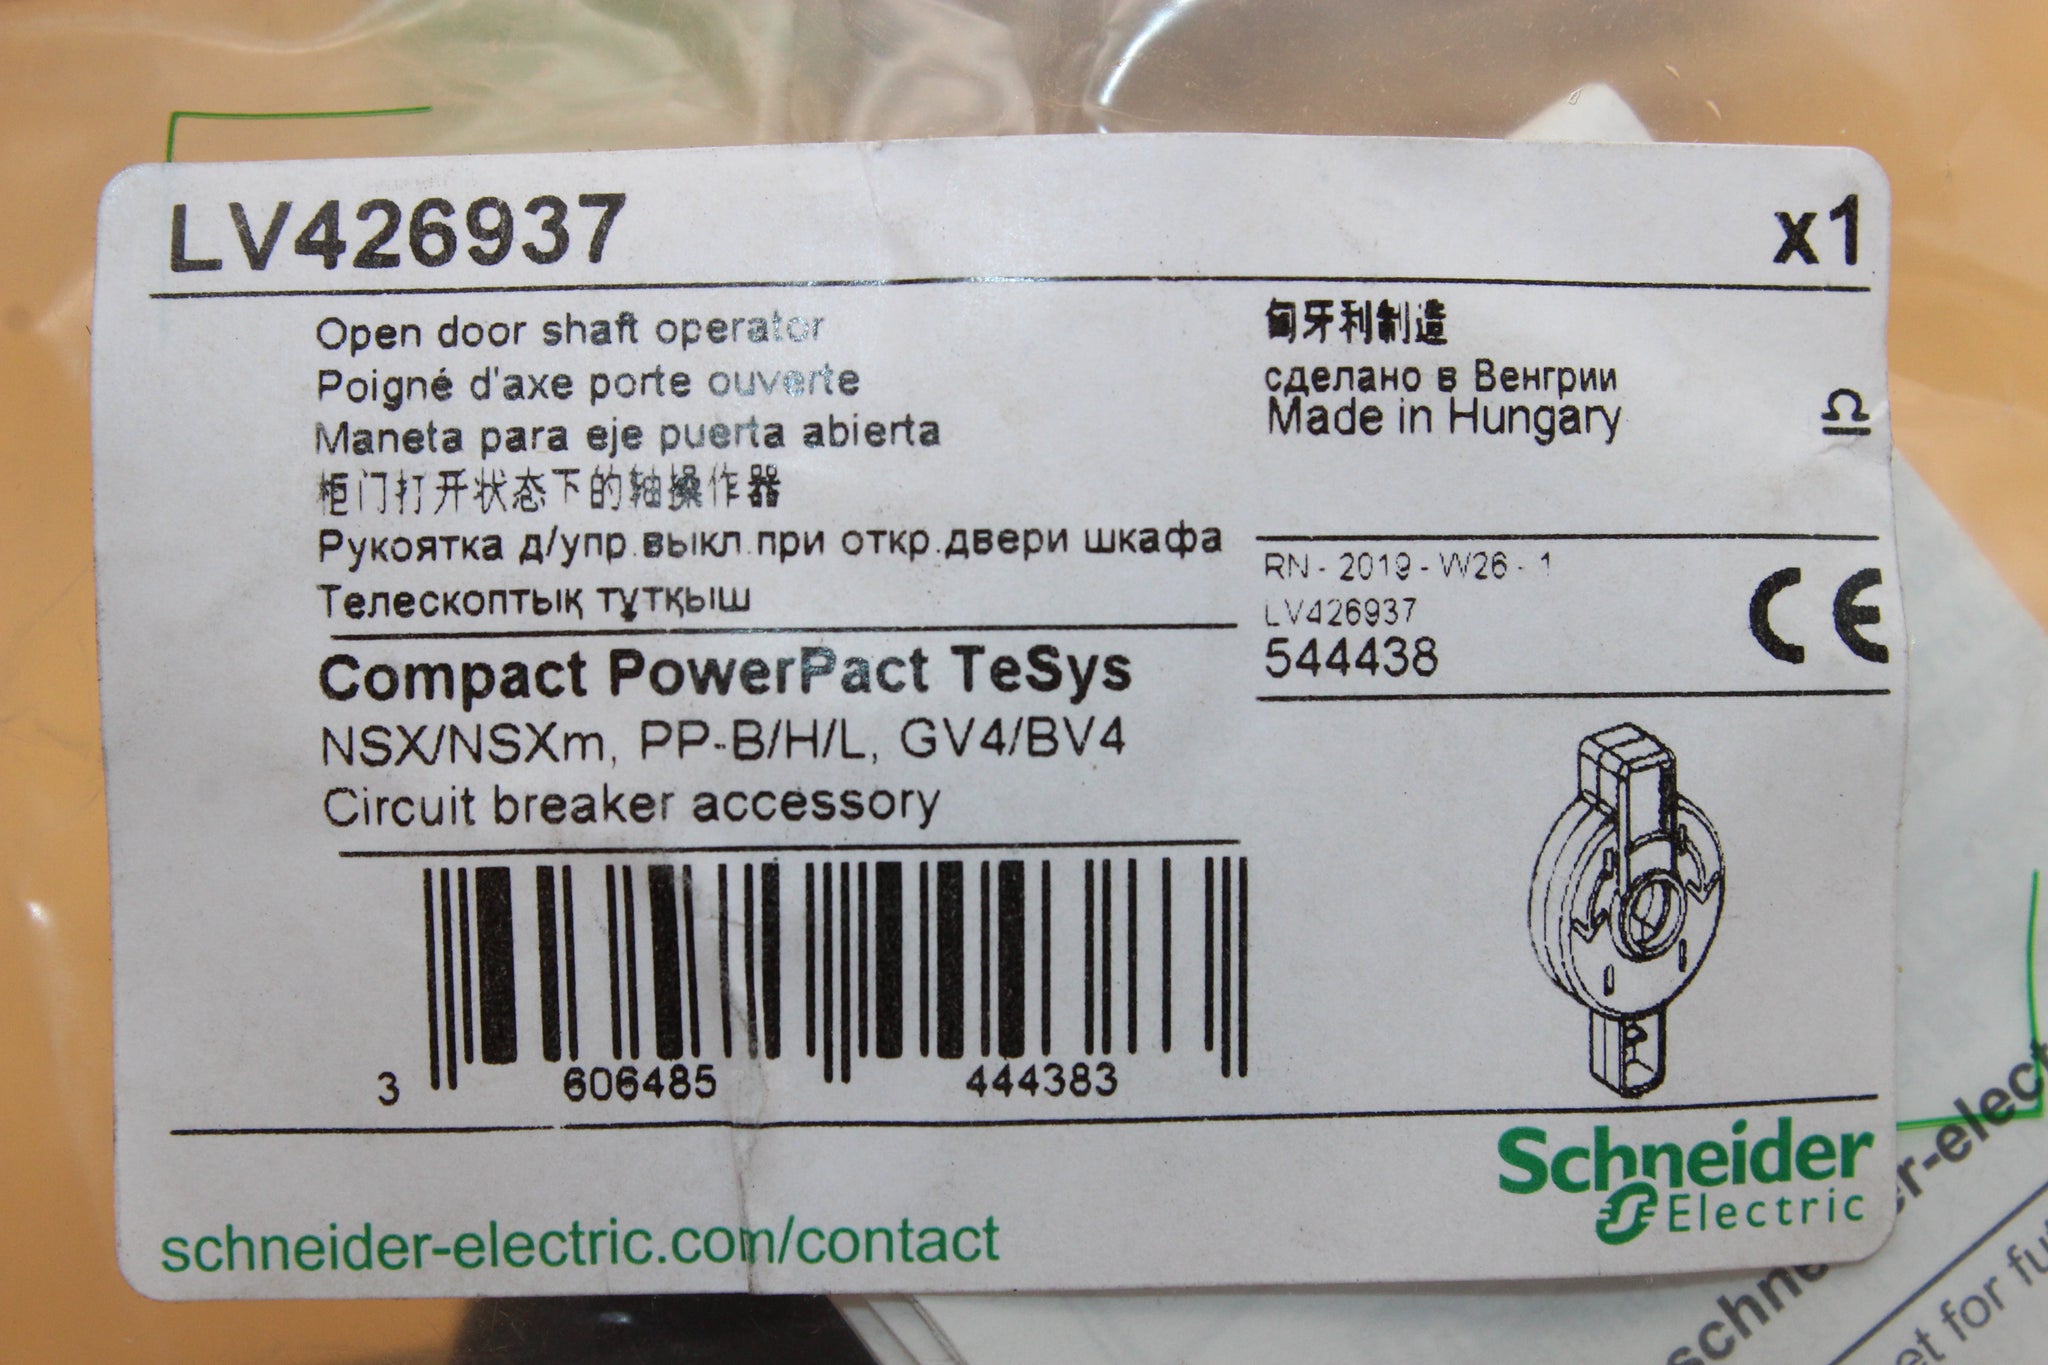 LV426937
x1
Open door shaft operator
Poigné d'axe porte ouverte
Maneta para eje puerta abierta
柜门打开状态下的轴操作器
Рукоятка д/упр.выкл.при откр.двери шкафа
Телескоптық тұтқыш
匈牙利制造
сделано в Венгрии
Made in Hungary
RN - 2019 - W26 - 1
LV426937
544438
CE
Compact PowerPact TeSys
NSX/NSXm, PP-B/H/L, GV4/BV4
Circuit breaker accessory
3 606485 444383
Schneider
Electric
schneider-electric.com/contact